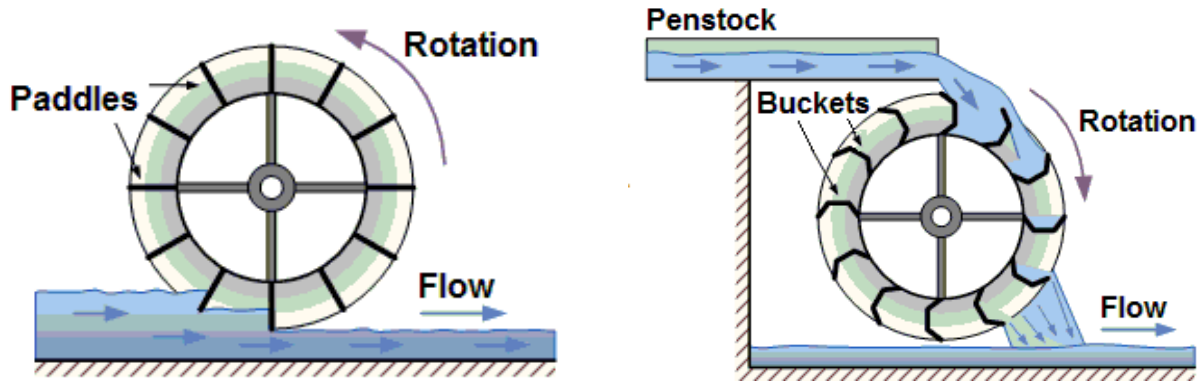 Rotation
Paddles
Flow
Penstock
Buckets
Rotation
Flow